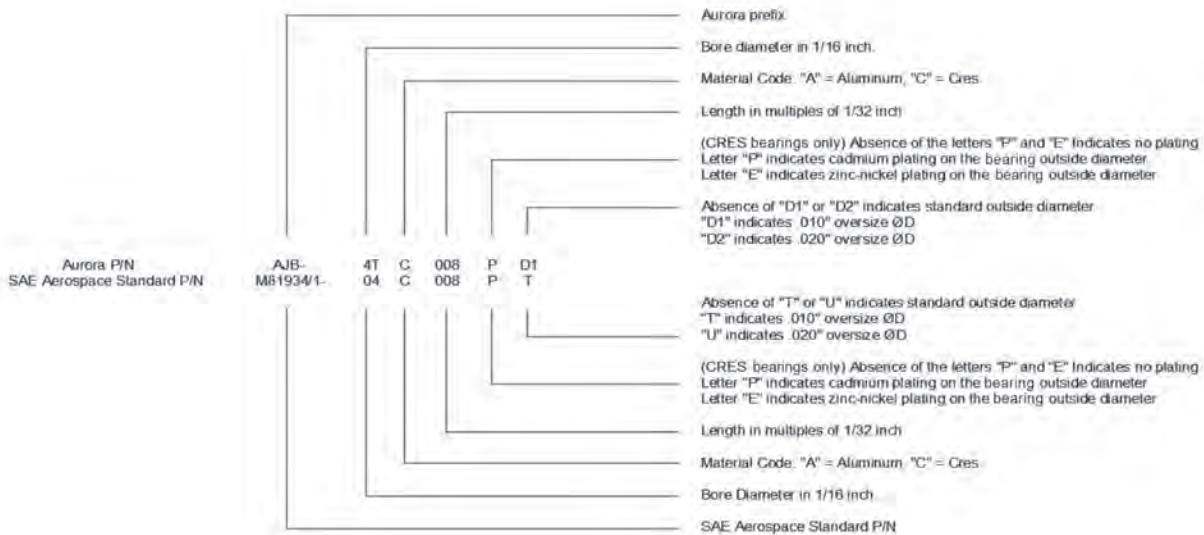 Aurora prefix
Bore diameter in 1/16 inch.
Material Code. "A" = Aluminum, "C" = Cres
Length in multiples of 1/32 inch
(CRES bearings only) Absence of the letters "P" and "E" Indicates no plating
Letter "P" indicates cadmium plating on the bearing outside diameter
Letter "E" indicates zinc-nickel plating on the bearing outside diameter
Absence of "D1" or "D2" indicates standard outside diameter
"D1" indicates .010" oversize ØD
"D2" indicates .020" oversize ØD
Aurora P/N AJB- 4T C 008 P D1
SAE Aerospace Standard P/N M81934/1- 04 C 008 P T
Absence of "T" or "U" indicates standard outside diameter
"T" indicates .010" oversize ØD
"U" indicates .020" oversize ØD
(CRES bearings only) Absence of the letters "P" and "E" Indicates no plating
Letter "P" indicates cadmium plating on the bearing outside diameter
Letter "E" indicates zinc-nickel plating on the bearing outside diameter
Length in multiples of 1/32 inch
Material Code. "A" = Aluminum, "C" = Cres
Bore Diameter in 1/16 inch
SAE Aerospace Standard P/N